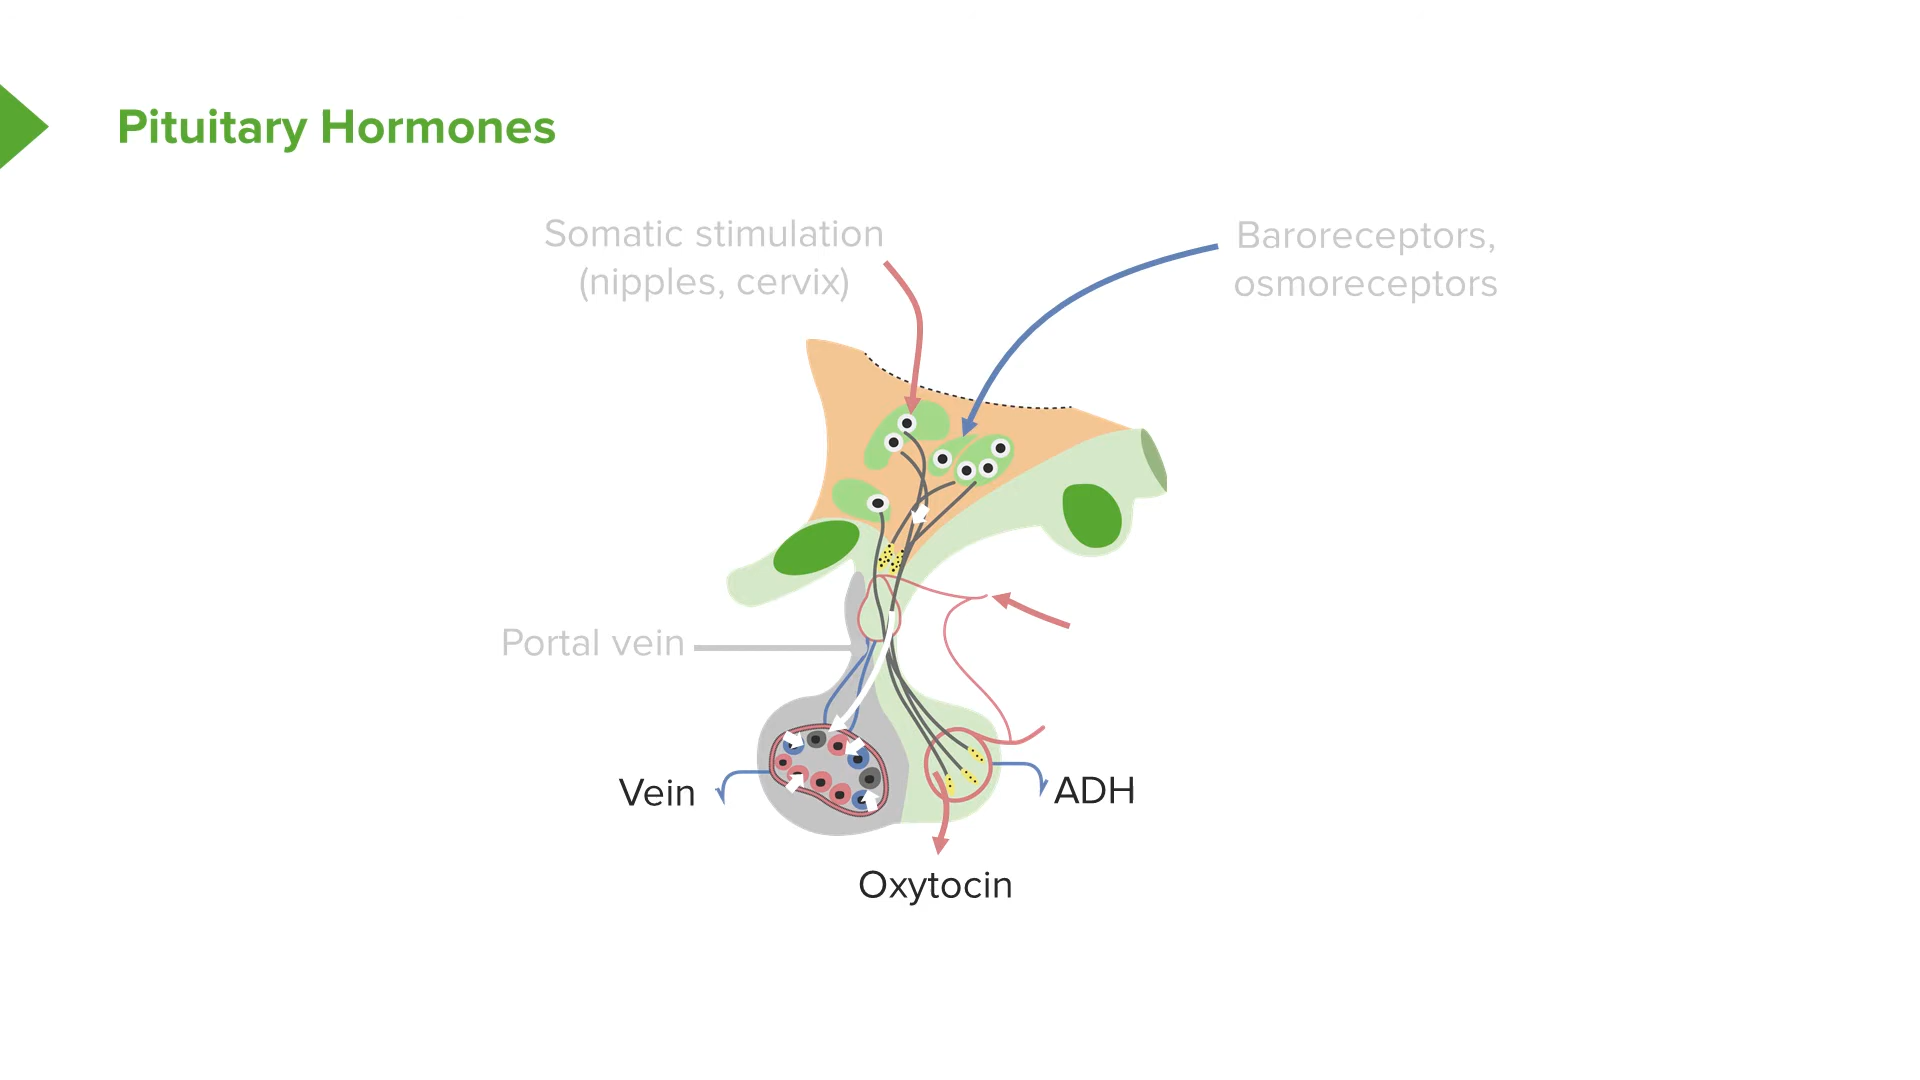 Pituitary Hormones
Somatic stimulation
(nipples, cervix)
Baroreceptors,
osmoreceptors
Portal vein
Vein
ADH
Oxytocin